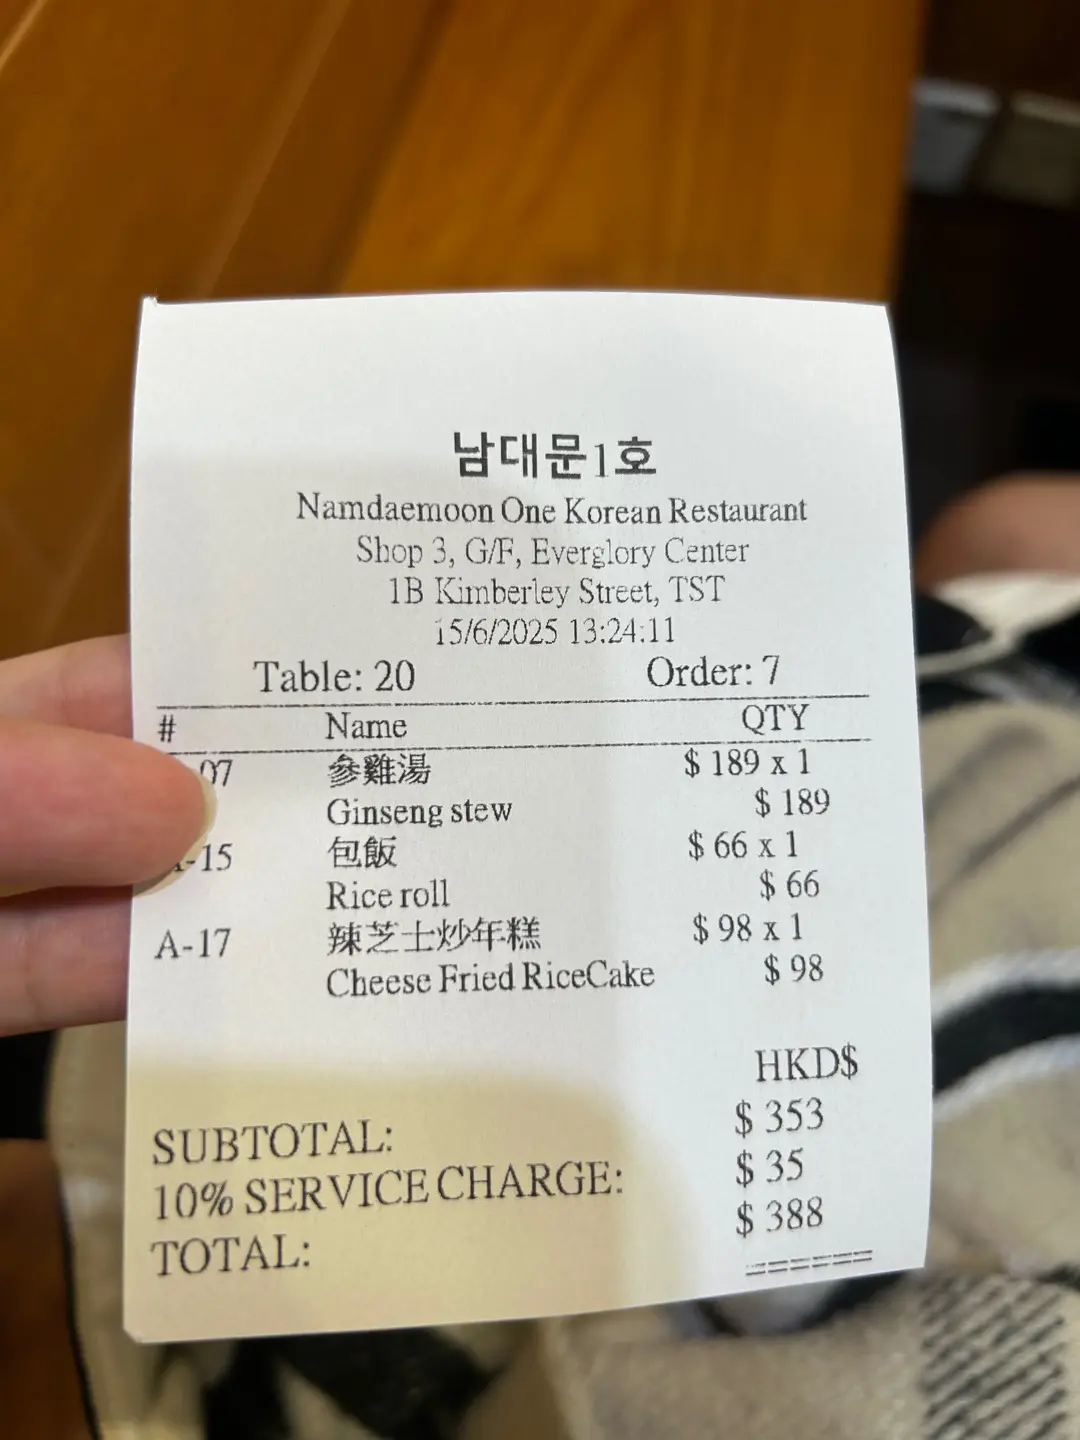 남대문1호
Namdaemoon One Korean Restaurant
Shop 3, G/F, Everglory Center
1B Kimberley Street, TST
15/6/2025 13:24:11
Table: 20 Order: 7
# Name QTY
07 參雞湯 $ 189 x 1
Ginseng stew $ 189
-15 包飯 $ 66 x 1
Rice roll $ 66
A-17 辣芝士炒年糕 $ 98 x 1
Cheese Fried RiceCake $ 98
HKD$
SUBTOTAL: $ 353
10% SERVICE CHARGE: $ 35
TOTAL: $ 388
======